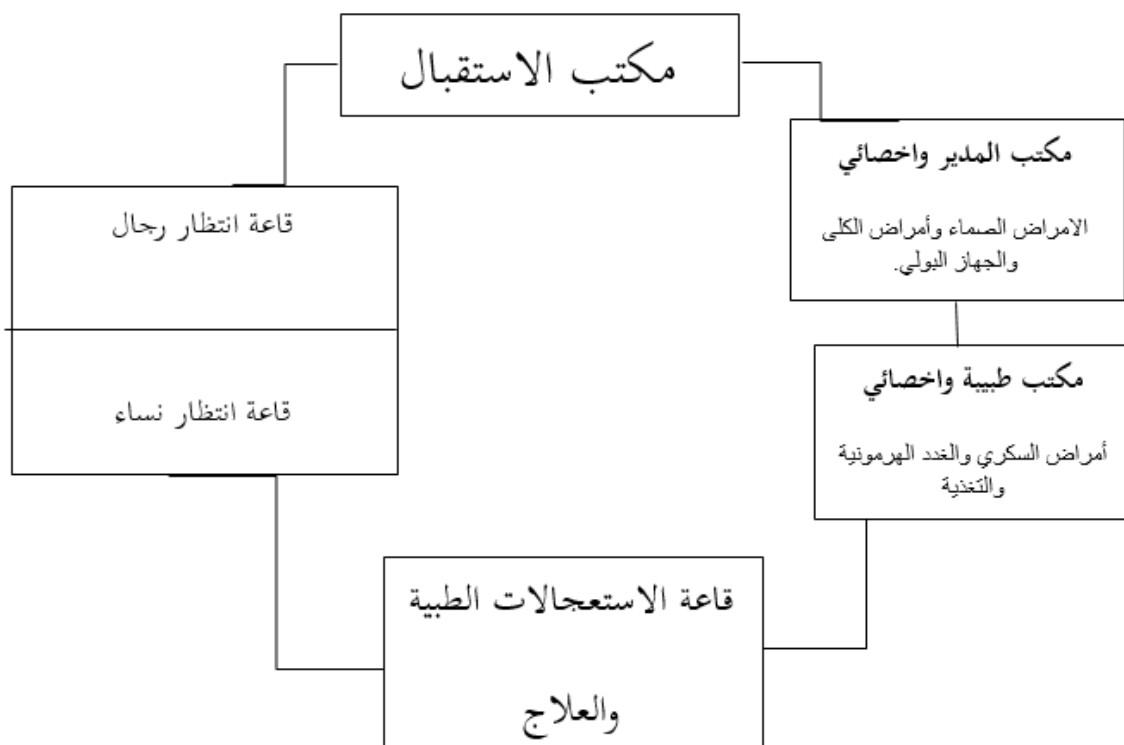 مكتب الاستقبال
مكتب المدير واخصائي
الامراض الصماء وأمراض الكلى
والجهاز البولي.
قاعة انتظار رجال
مكتب طبيبة واخصائي
أمراض السكري والغدد الهرمونية
والتغذية
قاعة انتظار نساء
قاعة الاستعجالات الطبية
والعلاج